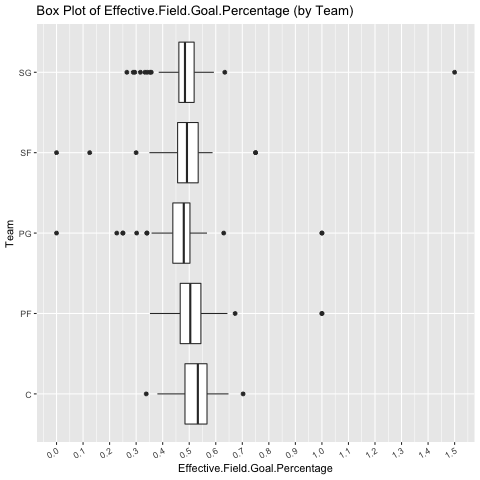 Box Plot of Effective.Field.Goal.Percentage (by Team)
SG
SF
PG
PF
C
Team
0.0 0.1 0.2 0.3 0.4 0.5 0.6 0.7 0.8 0.9 1.0 1.1 1.2 1.3 1.4 1.5
Effective.Field.Goal.Percentage